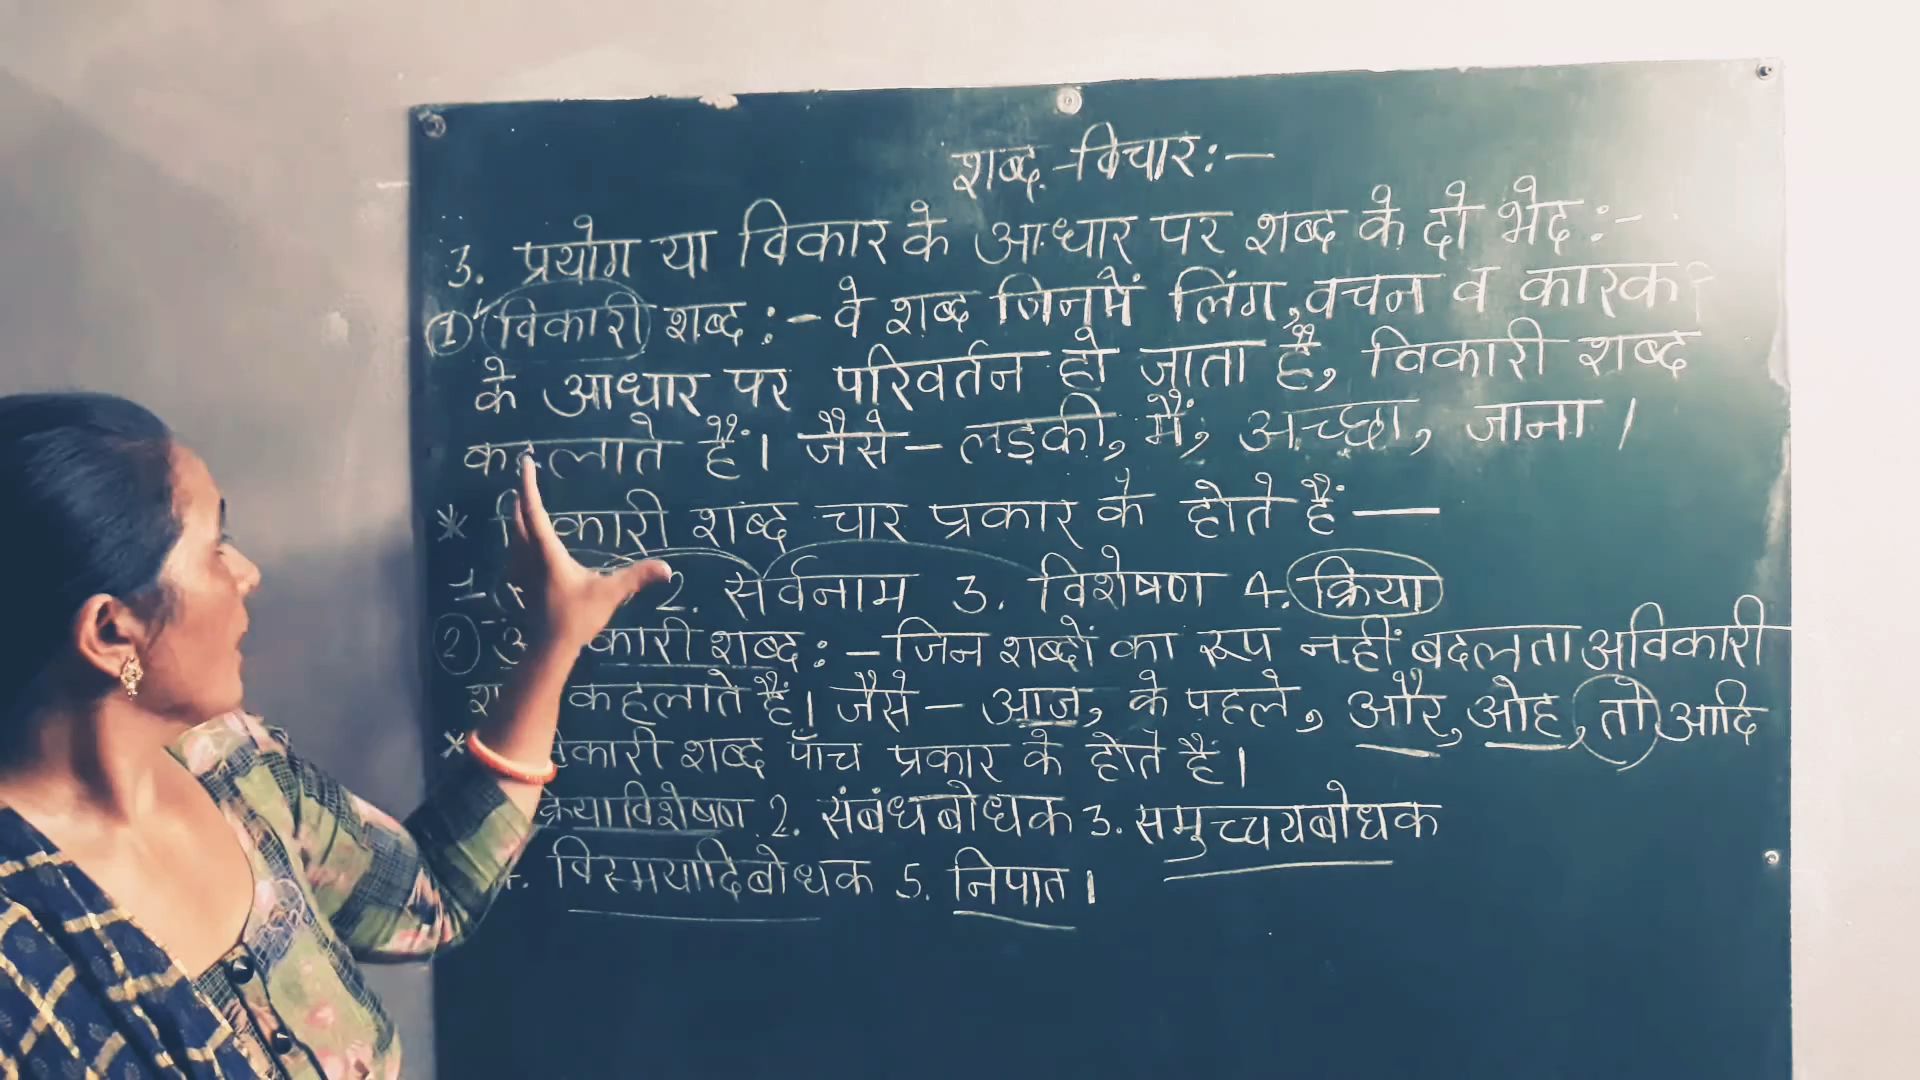 शब्द-विचार:-
3. प्रयोग या विकार के आधार पर शब्द के दो भेद:-
(1) विकारी शब्द:- वे शब्द जिनमें लिंग, वचन व कारक
के आधार पर परिवर्तन हो जाता है, विकारी शब्द
कहलाते हैं। जैसे- लड़की, मैं, अच्छा, जाना।
* कारी शब्द चार प्रकार के होते हैं—
1. 2. सर्वनाम 3. विशेषण 4. क्रिया
(2) कारी शब्द:- जिन शब्दों का रूप नहीं बदलता अविकारी
कहलाते हैं। जैसे- आज, के पहले, और, ओह, तो आदि
* कारी शब्द पाँच प्रकार के होते हैं।
क्रियाविशेषण 2. संबंधबोधक 3. समुच्चयबोधक
विस्मयादिबोधक 5. निपात।